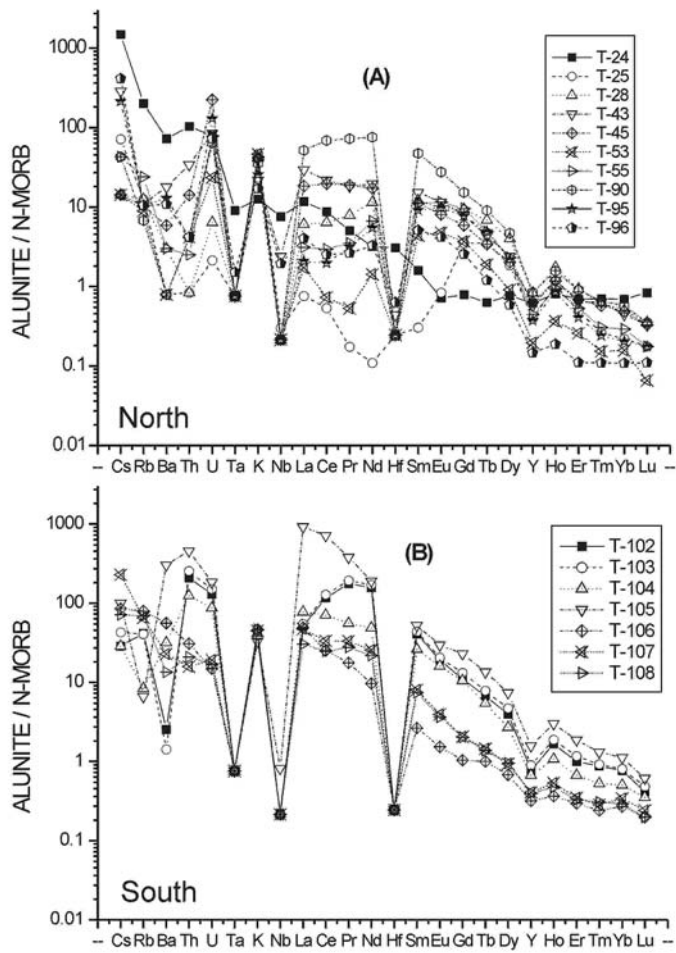 1000
100
10
1
0.1
0.01
ALUNITE / N-MORB
(A)
T-24
T-25
T-28
T-43
T-45
T-53
T-55
T-90
T-95
T-96
North
-- Cs Rb Ba Th U Ta K Nb La Ce Pr Nd Hf Sm Eu Gd Tb Dy Y Ho Er Tm Yb Lu --
1000
100
10
1
0.1
0.01
ALUNITE / N-MORB
(B)
T-102
T-103
T-104
T-105
T-106
T-107
T-108
South
-- Cs Rb Ba Th U Ta K Nb La Ce Pr Nd Hf Sm Eu Gd Tb Dy Y Ho Er Tm Yb Lu --